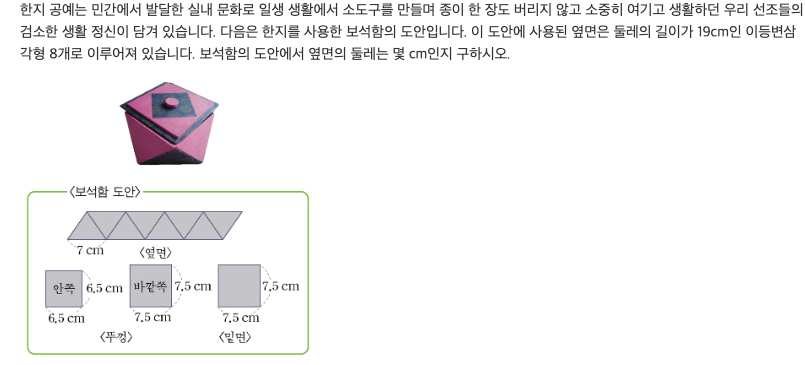 한지 공예는 민간에서 발달한 실내 문화로 일생 생활에서 소도구를 만들며 종이 한 장도 버리지 않고 소중히 여기고 생활하던 우리 선조들의
검소한 생활 정신이 담겨 있습니다. 다음은 한지를 사용한 보석함의 도안입니다. 이 도안에 사용된 옆면은 둘레의 길이가 19cm인 이등변삼
각형 8개로 이루어져 있습니다. 보석함의 도안에서 옆면의 둘레는 몇 cm인지 구하시오.
〈보석함 도안〉
7 cm
〈옆면〉
안쪽
6.5 cm
바깥쪽
7.5 cm
7.5 cm
6.5 cm
7.5 cm
7.5 cm
〈뚜껑〉
〈밑면〉